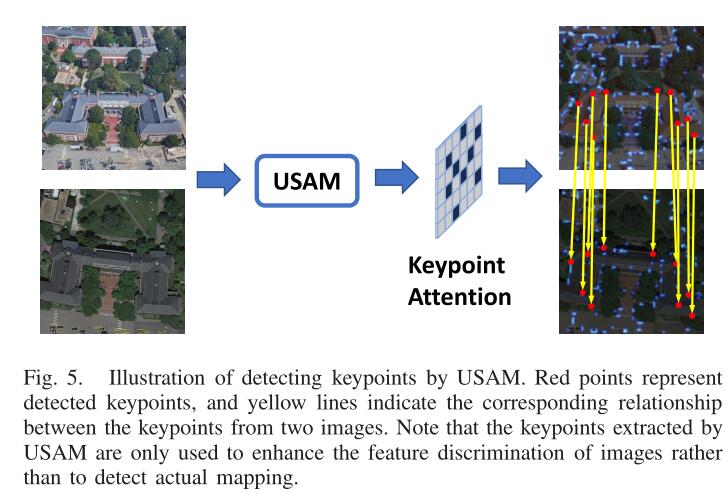 USAM
Keypoint
Attention
Fig. 5. Illustration of detecting keypoints by USAM. Red points represent
detected keypoints, and yellow lines indicate the corresponding relationship
between the keypoints from two images. Note that the keypoints extracted by
USAM are only used to enhance the feature discrimination of images rather
than to detect actual mapping.